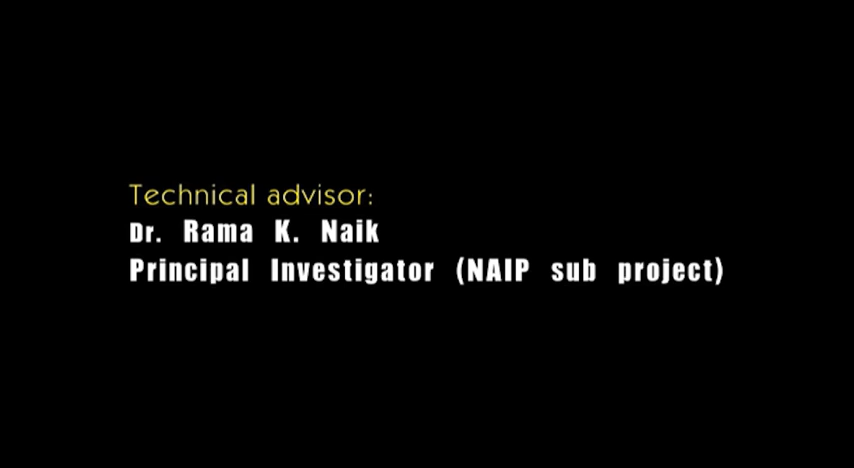 Technical advisor:
Dr. Rama K. Naik
Principal Investigator (NAIP sub project)